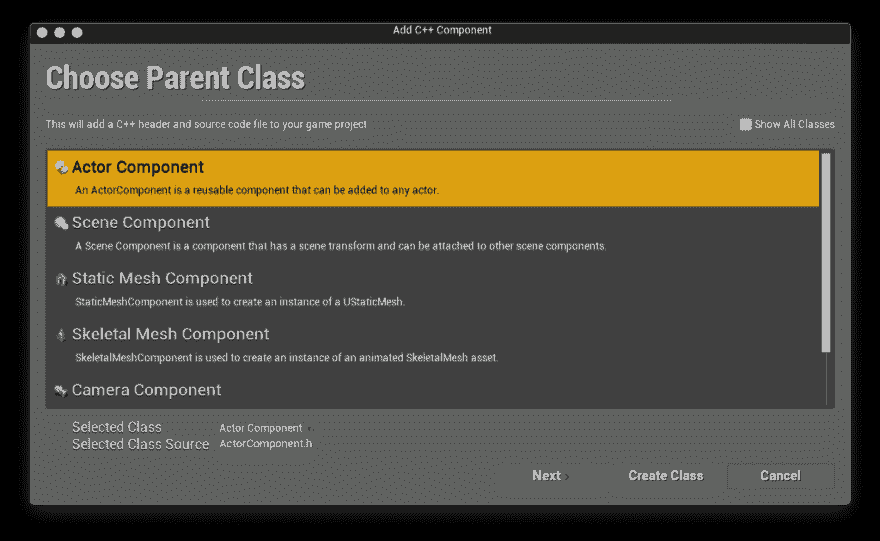 Add C++ Component
Choose Parent Class
This will add a C++ header and source code file to your game project
Show All Classes
Actor Component
An ActorComponent is a reusable component that can be added to any actor.
Scene Component
A Scene Component is a component that has a scene transform and can be attached to other scene components.
Static Mesh Component
StaticMeshComponent is used to create an instance of a UStaticMesh.
Skeletal Mesh Component
SkeletalMeshComponent is used to create an instance of an animated SkeletalMesh asset.
Camera Component
Selected Class Actor Component
Selected Class Source ActorComponent.h
Next Create Class Cancel